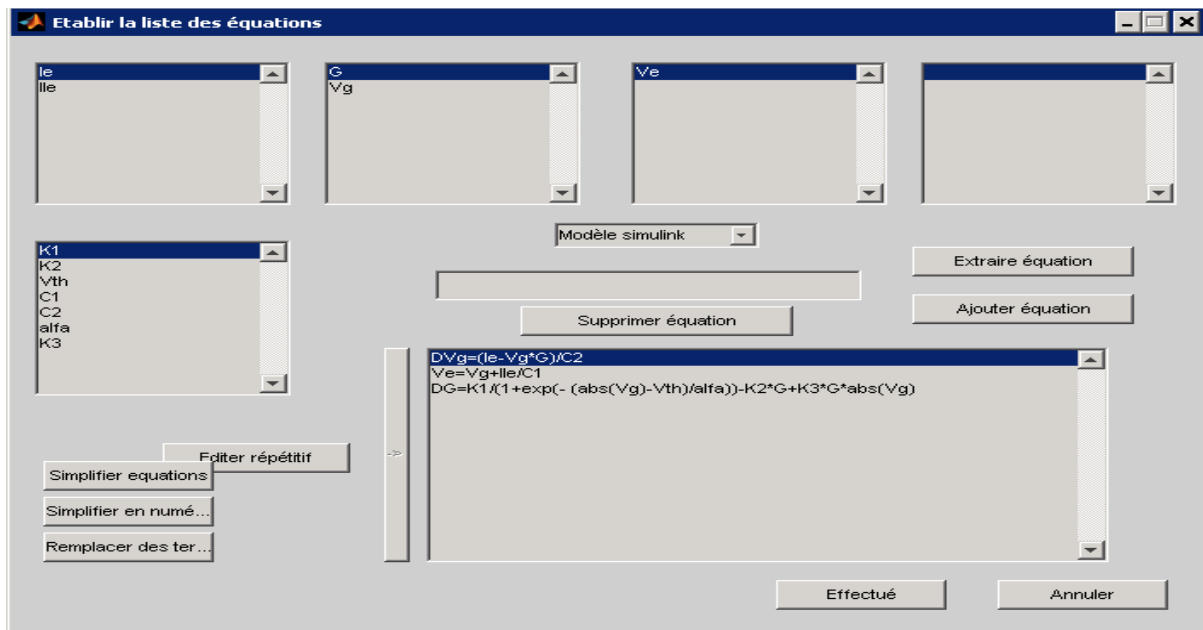 Etablir la liste des équations
Ie
IIe
G
Vg
Ve
K1
K2
Vth
C1
C2
alfa
K3
Modèle simulink
Extraire équation
Ajouter équation
Supprimer équation
DVg=(Ie-Vg*G)/C2
Ve=Vg+IIe/C1
DG=K1/(1+exp(- (abs(Vg)-Vth)/alfa))-K2*G+K3*G*abs(Vg)
->
Editer répétitif
Simplifier equations
Simplifier en numé...
Remplacer des ter...
Effectué
Annuler